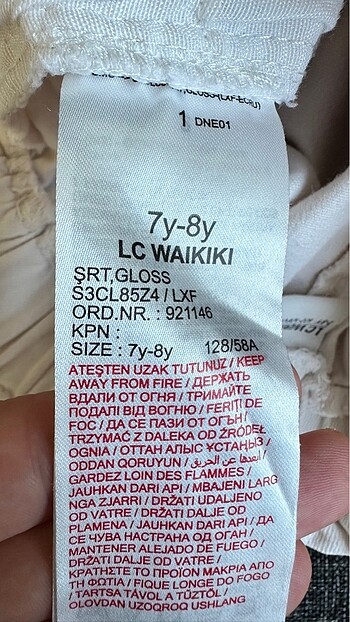 1 DNE01
7y-8y
LC WAIKIKI
ŞRT,GLOSS
S3CL85Z4 / LXF
ORD.NR. : 921146
KPN :
SIZE : 7y-8y 128/58A
ATEŞTEN UZAK TUTUNUZ / KEEP
AWAY FROM FIRE / ДЕРЖАТЬ
ВДАЛИ ОТ ОГНЯ / ТРИМАЙТЕ
ПОДАЛІ ВІД ВОГНЮ / FERIȚI DE
FOC / ДА СЕ ПАЗИ ОТ ОГЪН /
TRZYMAĆ Z DALEKA OD ŹRÓDEŁ
OGNIA / ОТТАН АЛЫС ҰСТАҢЫЗ /
ODDAN QORUYUN / أبعدها عن الحريق /
GARDEZ LOIN DES FLAMMES /
JAUHKAN DARI API / MBAJENI LARG
NGA ZJARRI / DRŽATI UDALJENO
OD VATRE / DRŽATI DALJE OD
PLAMENA / JAUHKAN DARI API / ДА
СЕ ЧУВА НАСТРАНА ОД ОГАН /
MANTENER ALEJADO DE FUEGO /
DRŽATI DALJE OD VATRE /
ΚΡΑΤΗΣΤΕ ΤΟ ΠΡΟΪΟΝ ΜΑΚΡΙΑ ΑΠΟ
ΤΗ ΦΩΤΙΑ / FIQUE LONGE DO FOGO
/ TARTSA TÁVOL A TŰZTŐL /
OLOVDAN UZOQROQ USHLANG